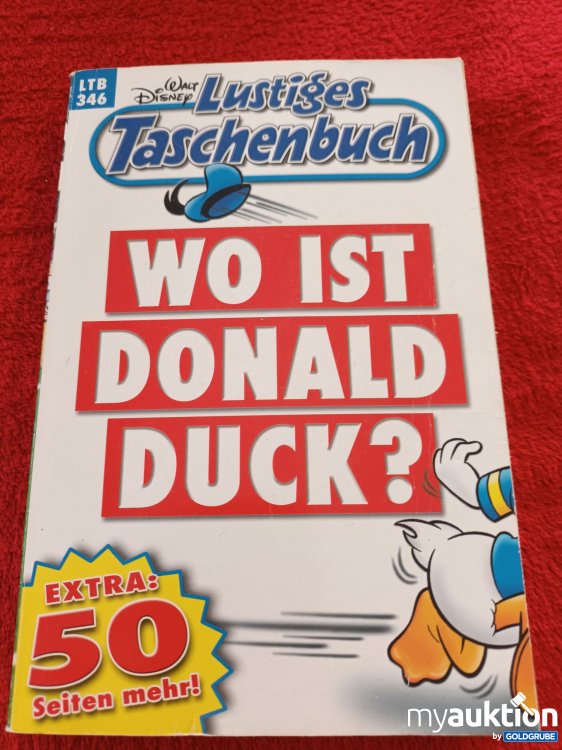 LTB
346
Walt Disney
Lustiges
Taschenbuch
WO IST
DONALD
DUCK?
EXTRA:
50
Seiten mehr!
myauktion
by GOLDGRUBE